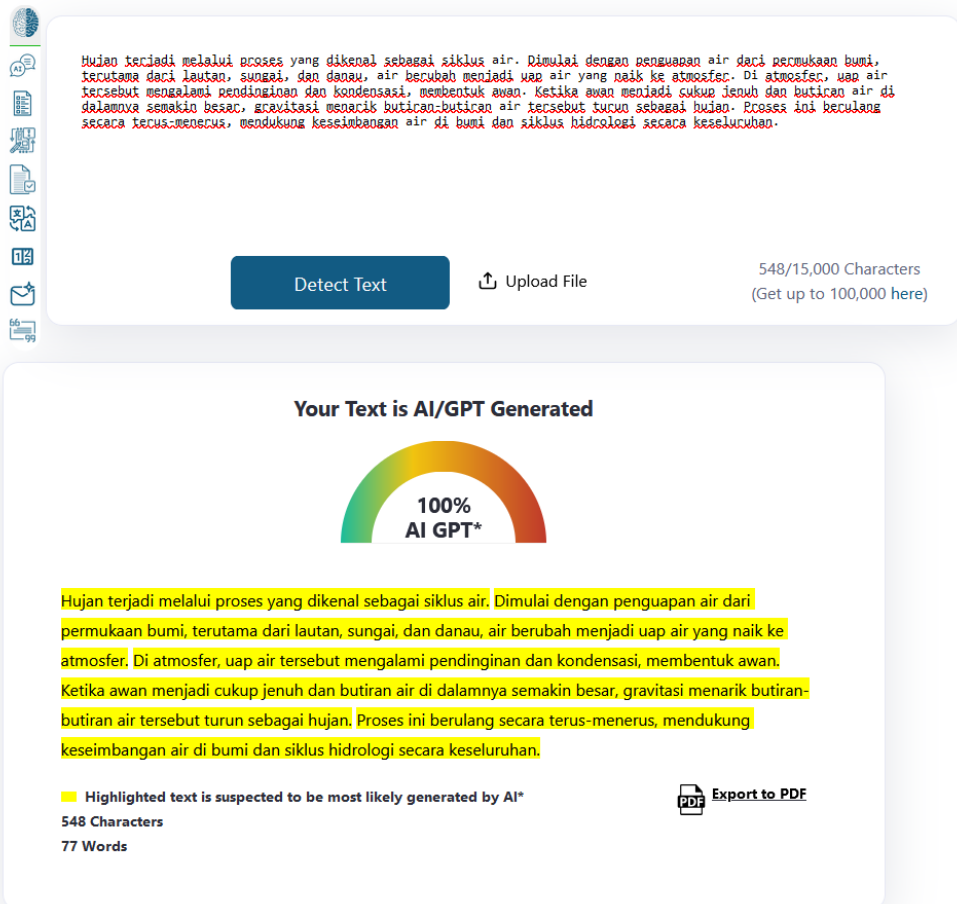 Hujan terjadi melalui proses yang dikenal sebagai siklus air. Dimulai dengan penguapan air dari permukaan bumi,
terutama dari lautan, sungai, dan danau, air berubah menjadi uap air yang naik ke atmosfer. Di atmosfer, uap air
tersebut mengalami pendinginan dan kondensasi, membentuk awan. Ketika awan menjadi cukup jenuh dan butiran air di
dalamnya semakin besar, gravitasi menarik butiran-butiran air tersebut turun sebagai hujan. Proses ini berulang
secara terus-menerus, mendukung keseimbangan air di bumi dan siklus hidrologi secara keseluruhan.
Detect Text
Upload File
548/15,000 Characters
(Get up to 100,000 here)
Your Text is AI/GPT Generated
100%
AI GPT*
Hujan terjadi melalui proses yang dikenal sebagai siklus air. Dimulai dengan penguapan air dari
permukaan bumi, terutama dari lautan, sungai, dan danau, air berubah menjadi uap air yang naik ke
atmosfer. Di atmosfer, uap air tersebut mengalami pendinginan dan kondensasi, membentuk awan.
Ketika awan menjadi cukup jenuh dan butiran air di dalamnya semakin besar, gravitasi menarik butiran-
butiran air tersebut turun sebagai hujan. Proses ini berulang secara terus-menerus, mendukung
keseimbangan air di bumi dan siklus hidrologi secara keseluruhan.
Highlighted text is suspected to be most likely generated by AI*
548 Characters
77 Words
PDF
Export to PDF